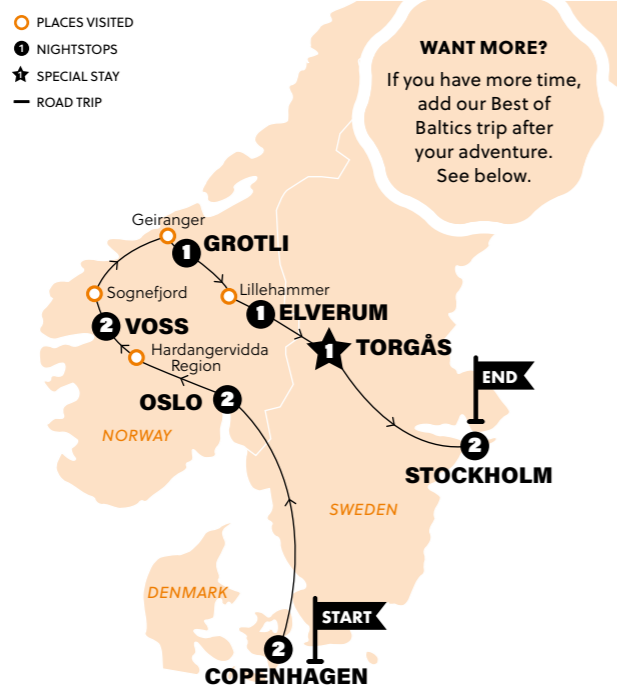 PLACES VISITED
1 NIGHTSTOPS
1 SPECIAL STAY
ROAD TRIP
WANT MORE?
If you have more time,
add our Best of
Baltics trip after
your adventure.
See below.
Geiranger
1 GROTLI
Sognefjord
Lillehammer
1 ELVERUM
2 VOSS
1 TORGÅS
Hardangervidda
Region
OSLO 2
END
NORWAY
2
STOCKHOLM
SWEDEN
DENMARK
START
2
COPENHAGEN